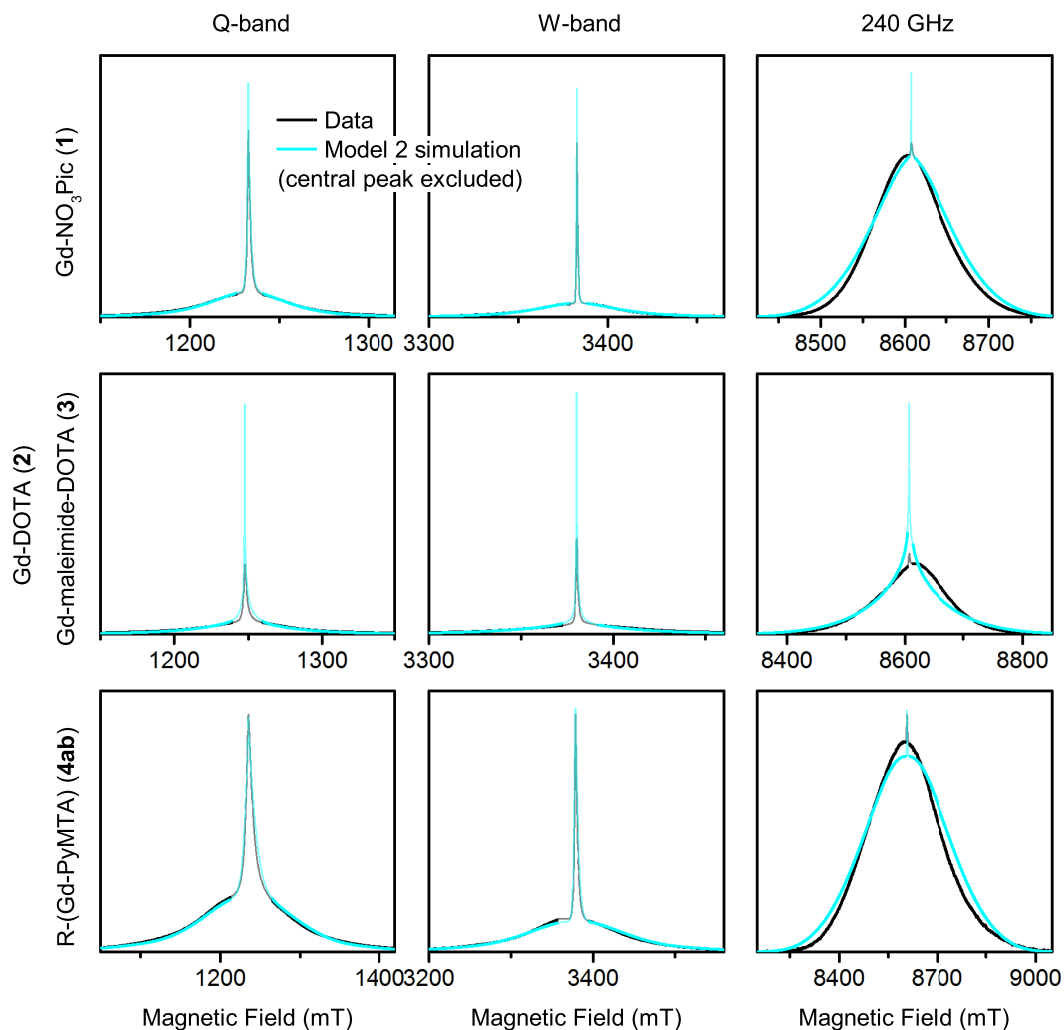 Q-band
W-band
240 GHz
Gd-NO3Pic (1)
Data
Model 2 simulation
(central peak excluded)
1200
1300
3300
3400
8500
8600
8700
Gd-DOTA (2)
Gd-maleimide-DOTA (3)
1200
1300
3300
3400
8400
8600
8800
R-(Gd-PyMTA) (4ab)
1200
1400
3200
3400
8400
8700
9000
Magnetic Field (mT)
Magnetic Field (mT)
Magnetic Field (mT)